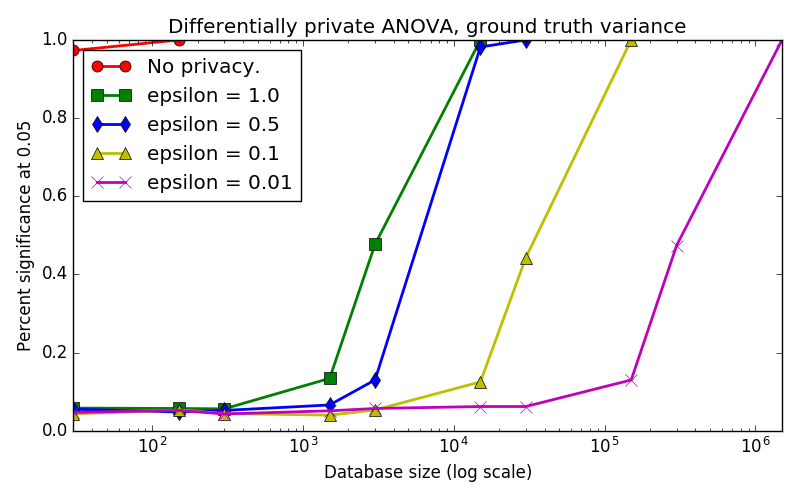 Differentially private ANOVA, ground truth variance
Percent significance at 0.05
1.0
0.8
0.6
0.4
0.2
0.0
No privacy.
epsilon = 1.0
epsilon = 0.5
epsilon = 0.1
epsilon = 0.01
10²
10³
10⁴
10⁵
10⁶
Database size (log scale)